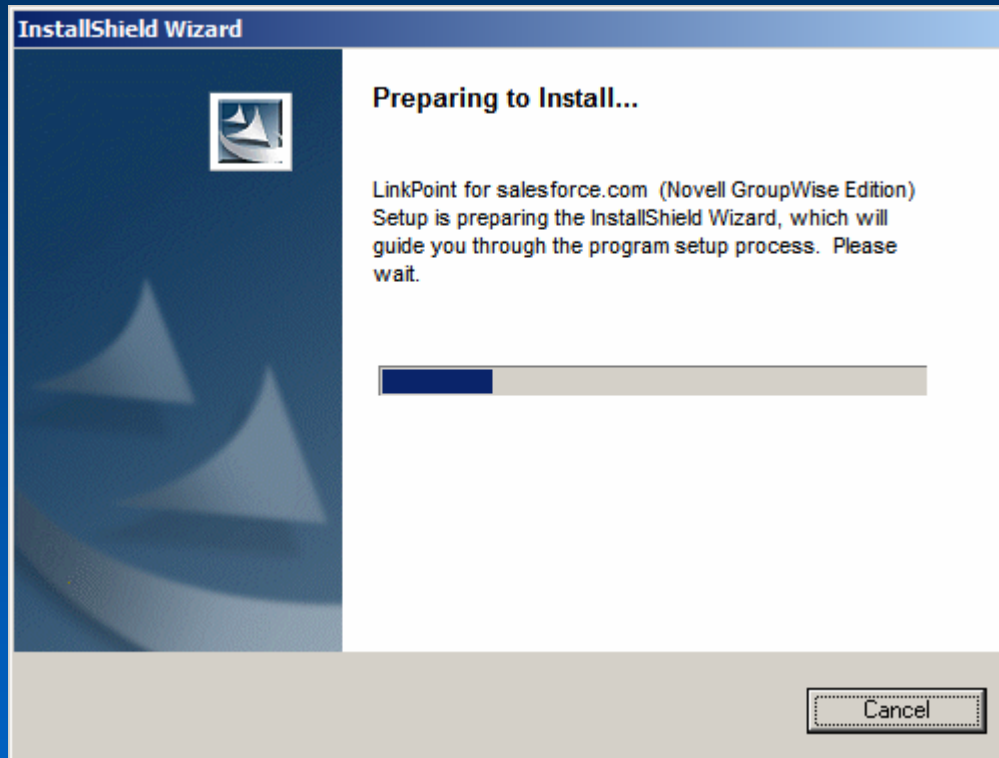 InstallShield Wizard
Preparing to Install...
LinkPoint for salesforce.com  (Novell GroupWise Edition)
Setup is preparing the InstallShield Wizard, which will
guide you through the program setup process.  Please
wait.
Cancel